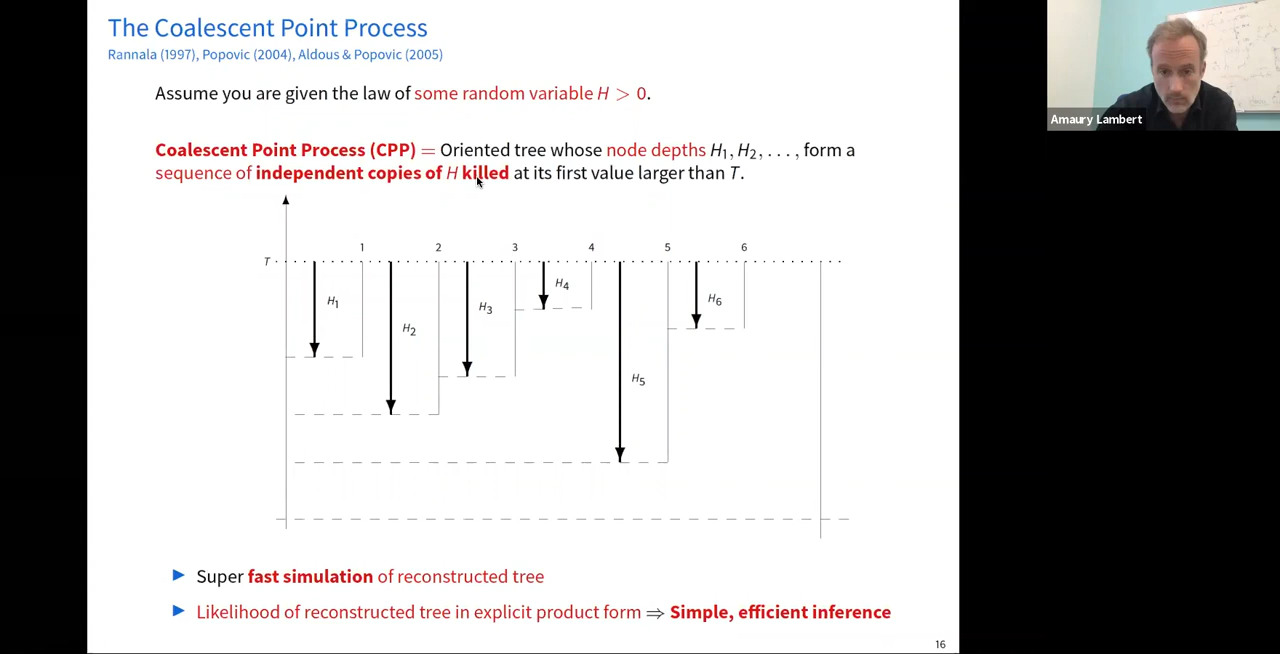 The Coalescent Point Process
Rannala (1997), Popovic (2004), Aldous & Popovic (2005)
Assume you are given the law of some random variable H > 0.
Coalescent Point Process (CPP) = Oriented tree whose node depths H₁, H₂, . . . , form a
sequence of independent copies of H killed at its first value larger than T.
1 2 3 4 5 6
T
H₁
H₂
H₃
H₄
H₅
H₆
► Super fast simulation of reconstructed tree
► Likelihood of reconstructed tree in explicit product form ⇒ Simple, efficient inference
16
Amaury Lambert